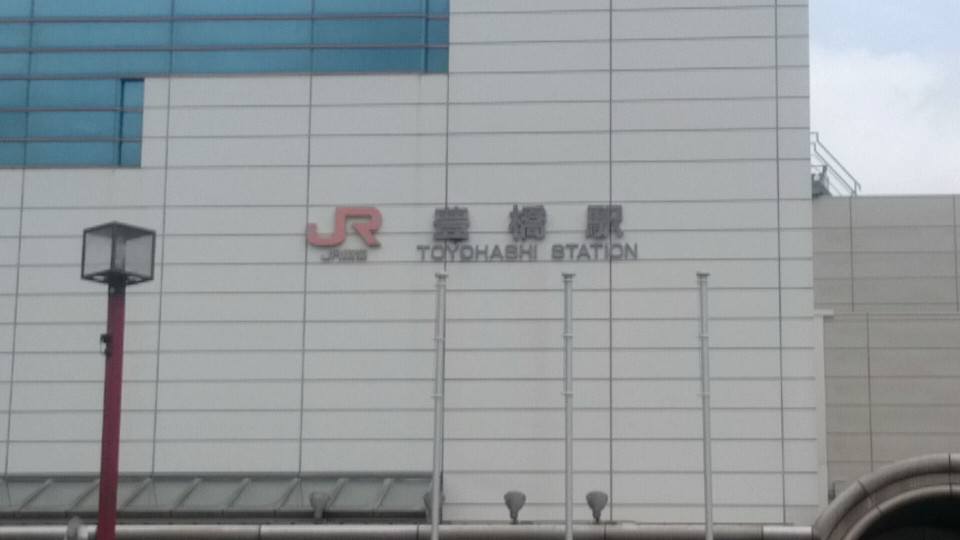 JR 豊橋駅
TOYOHASHI STATION